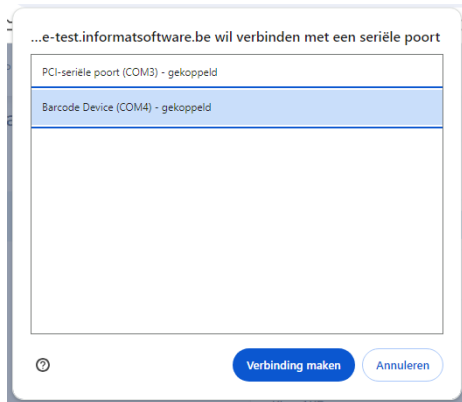 ...e-test.informatsoftware.be wil verbinden met een seriële poort
PCI-seriële poort (COM3) - gekoppeld
Barcode Device (COM4) - gekoppeld
Verbinding maken
Annuleren